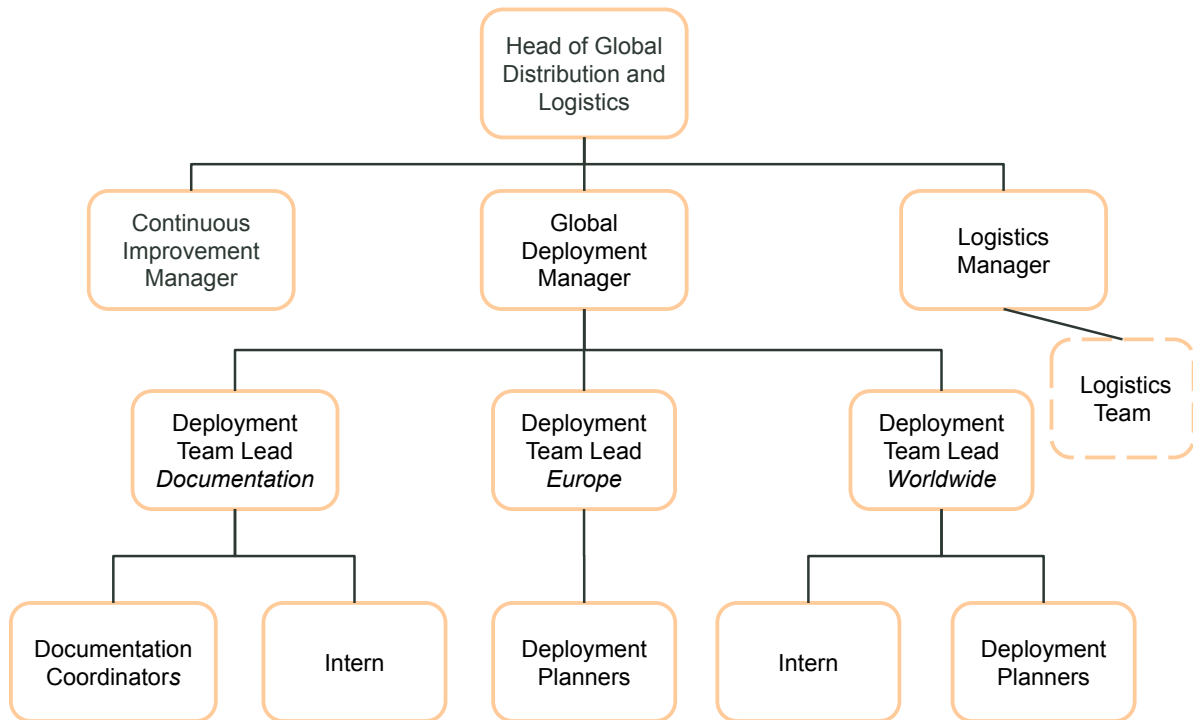 Head of Global
Distribution and
Logistics
Continuous
Improvement
Manager
Global
Deployment
Manager
Logistics
Manager
Logistics
Team
Deployment
Team Lead
Documentation
Deployment
Team Lead
Europe
Deployment
Team Lead
Worldwide
Documentation
Coordinators
Intern
Deployment
Planners
Intern
Deployment
Planners